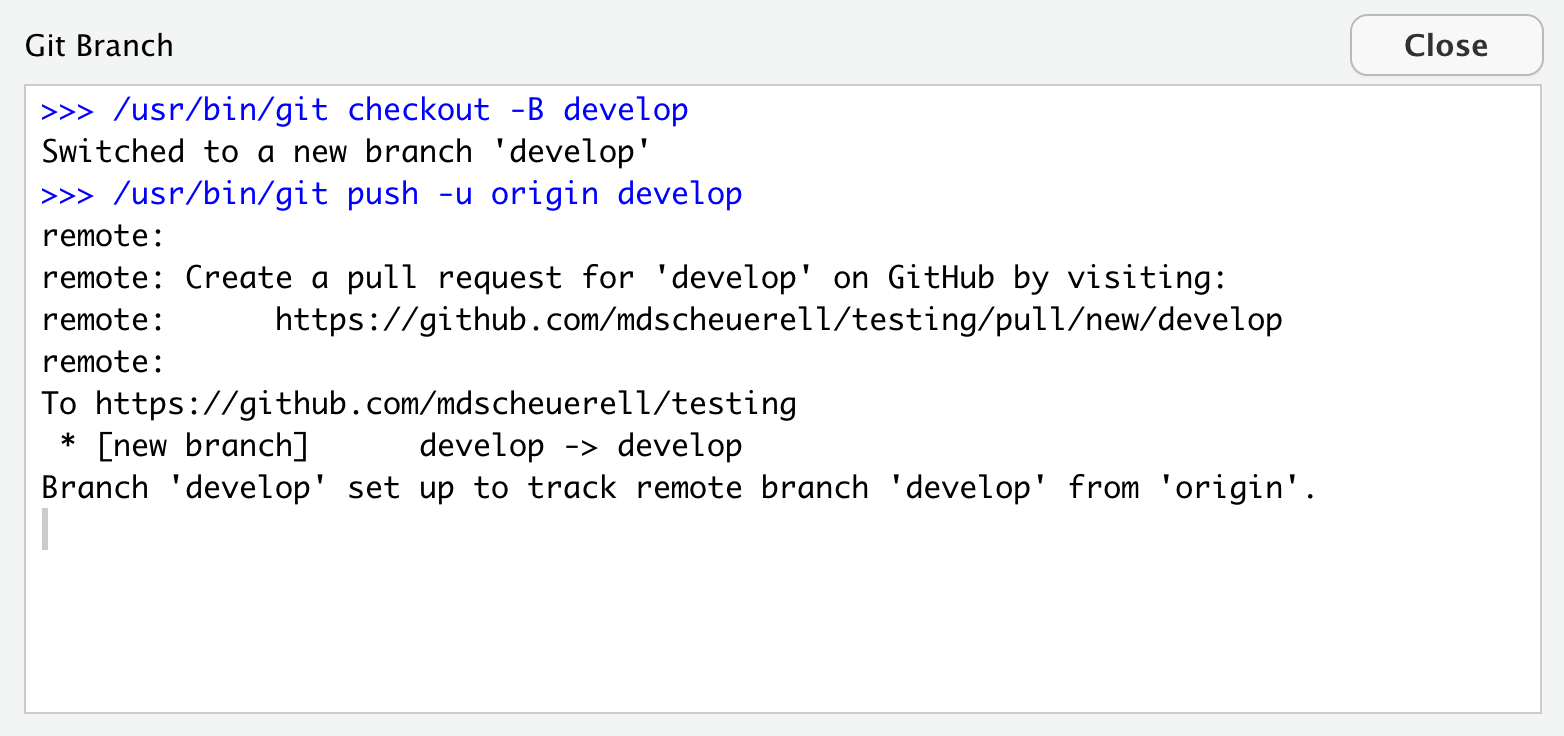 Git Branch
Close
>>> /usr/bin/git checkout -B develop
Switched to a new branch 'develop'
>>> /usr/bin/git push -u origin develop
remote:
remote: Create a pull request for 'develop' on GitHub by visiting:
remote:      https://github.com/mdscheuerell/testing/pull/new/develop
remote:
To https://github.com/mdscheuerell/testing
 * [new branch]      develop -> develop
Branch 'develop' set up to track remote branch 'develop' from 'origin'.